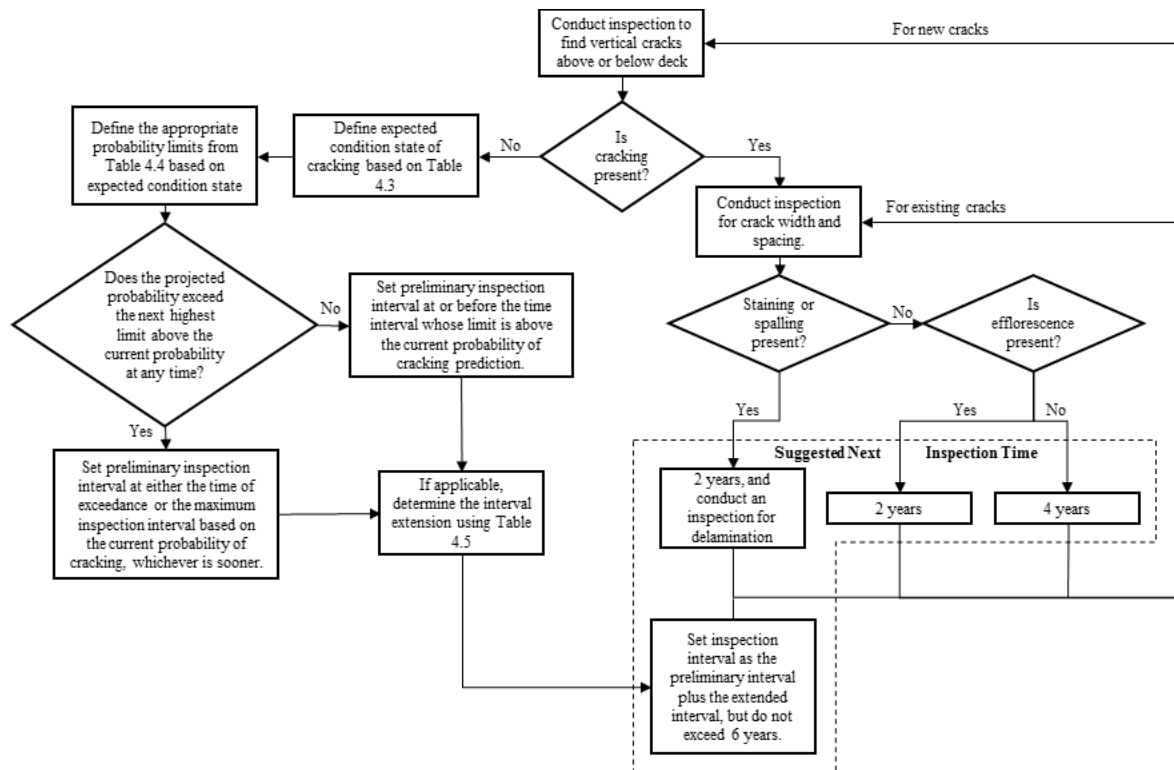 Conduct inspection to
find vertical cracks
above or below deck
For new cracks
Is
cracking
present?
No
Yes
Define expected
condition state of
cracking based on Table
4.3
Define the appropriate
probability limits from
Table 4.4 based on
expected condition state
Conduct inspection
for crack width and
spacing.
For existing cracks
Does the projected
probability exceed
the next highest
limit above the
current probability
at any time?
No
Set preliminary inspection
interval at or before the time
interval whose limit is above
the current probability of
cracking prediction.
Staining or
spalling
present?
No
Is
efflorescence
present?
Yes
Yes
Yes
No
Set preliminary inspection
interval at either the time of
exceedance or the maximum
inspection interval based on
the current probability of
cracking, whichever is sooner.
If applicable,
determine the interval
extension using Table
4.5
Suggested Next Inspection Time
2 years, and
conduct an
inspection for
delamination
2 years
4 years
Set inspection
interval as the
preliminary interval
plus the extended
interval, but do not
exceed 6 years.